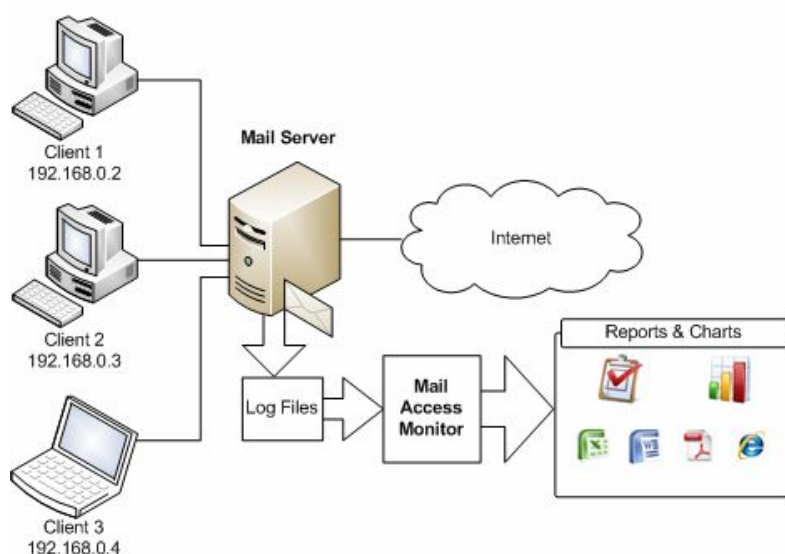 Client 1
192.168.0.2
Mail Server
Internet
Client 2
192.168.0.3
Reports & Charts
Log Files
Mail
Access
Monitor
Client 3
192.168.0.4